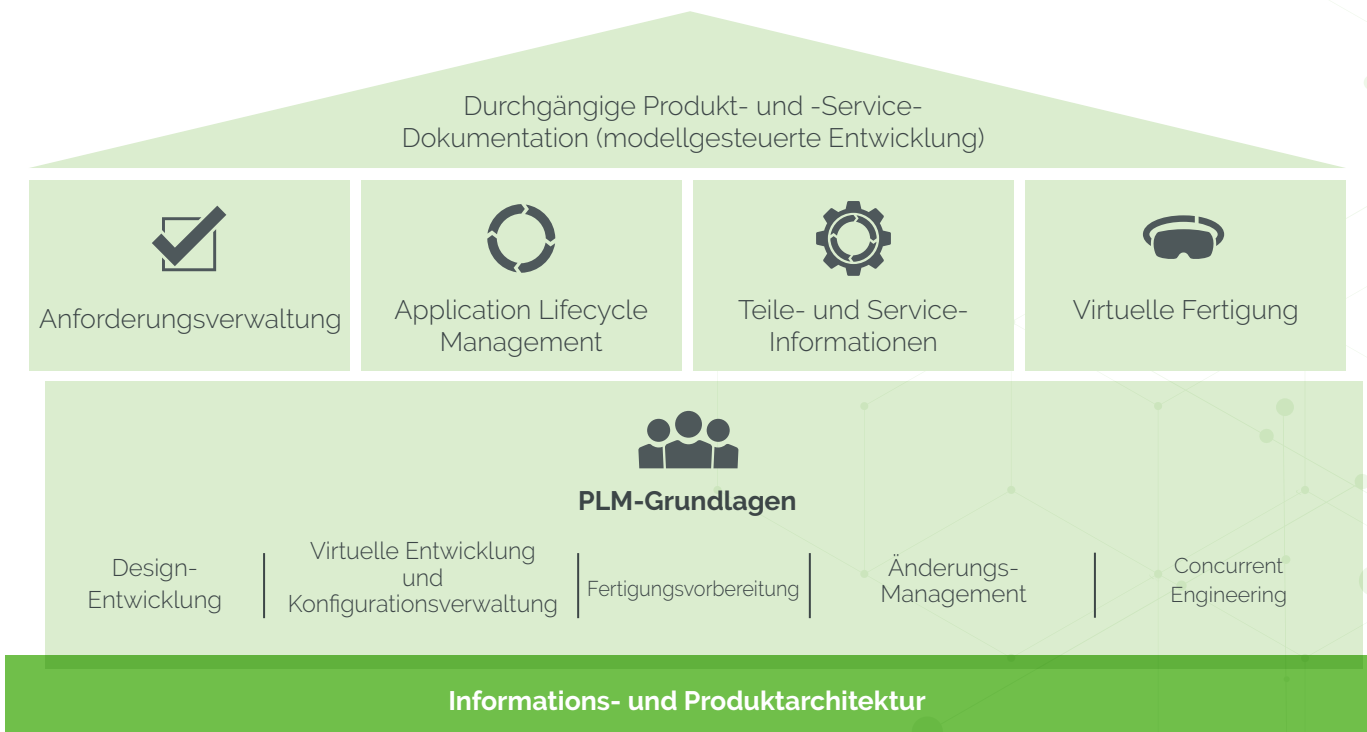 Durchgängige Produkt- und -Service-
Dokumentation (modellgesteuerte Entwicklung)
Anforderungsverwaltung
Application Lifecycle
Management
Teile- und Service-
Informationen
Virtuelle Fertigung
PLM-Grundlagen
Design-
Entwicklung
Virtuelle Entwicklung
und
Konfigurationsverwaltung
Fertigungsvorbereitung
Änderungs-
Management
Concurrent
Engineering
Informations- und Produktarchitektur